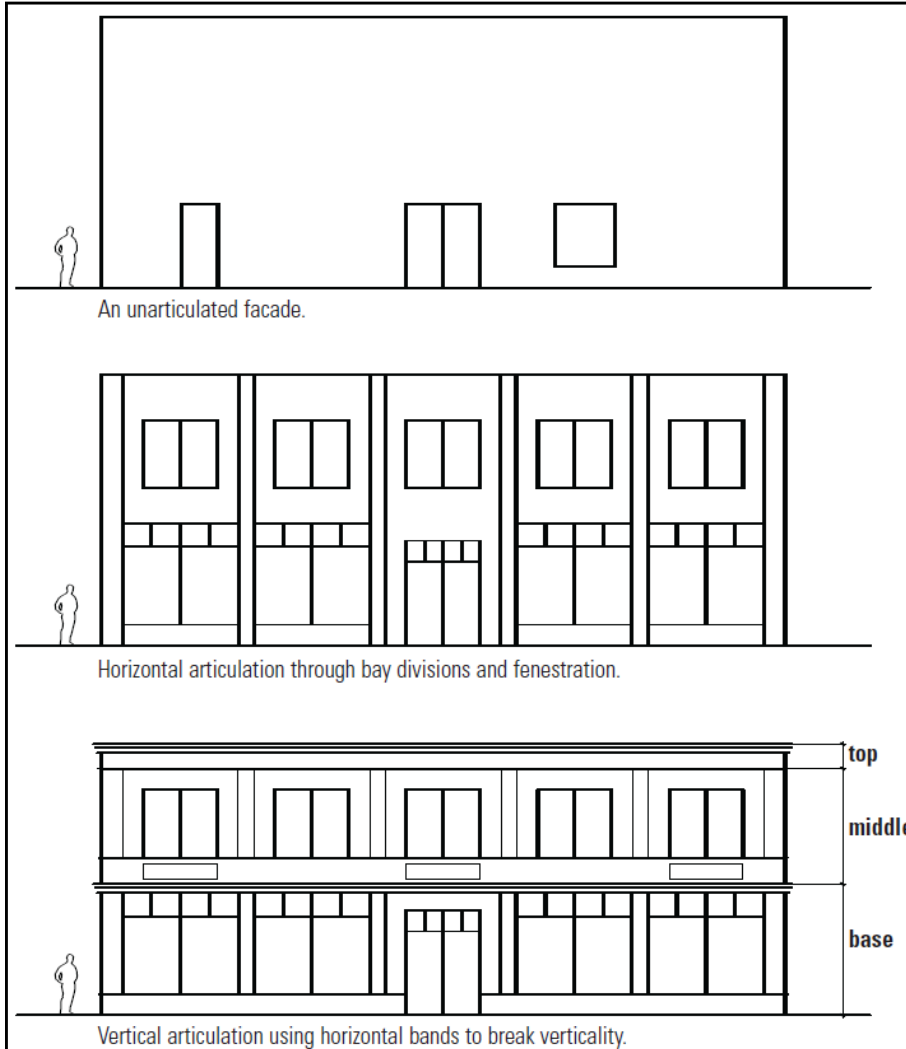 An unarticulated facade.
Horizontal articulation through bay divisions and fenestration.
top
middle
base
Vertical articulation using horizontal bands to break verticality.